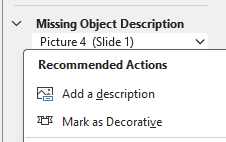 Missing Object Description
Picture 4 (Slide 1)
Recommended Actions
Add a description
Mark as Decorative